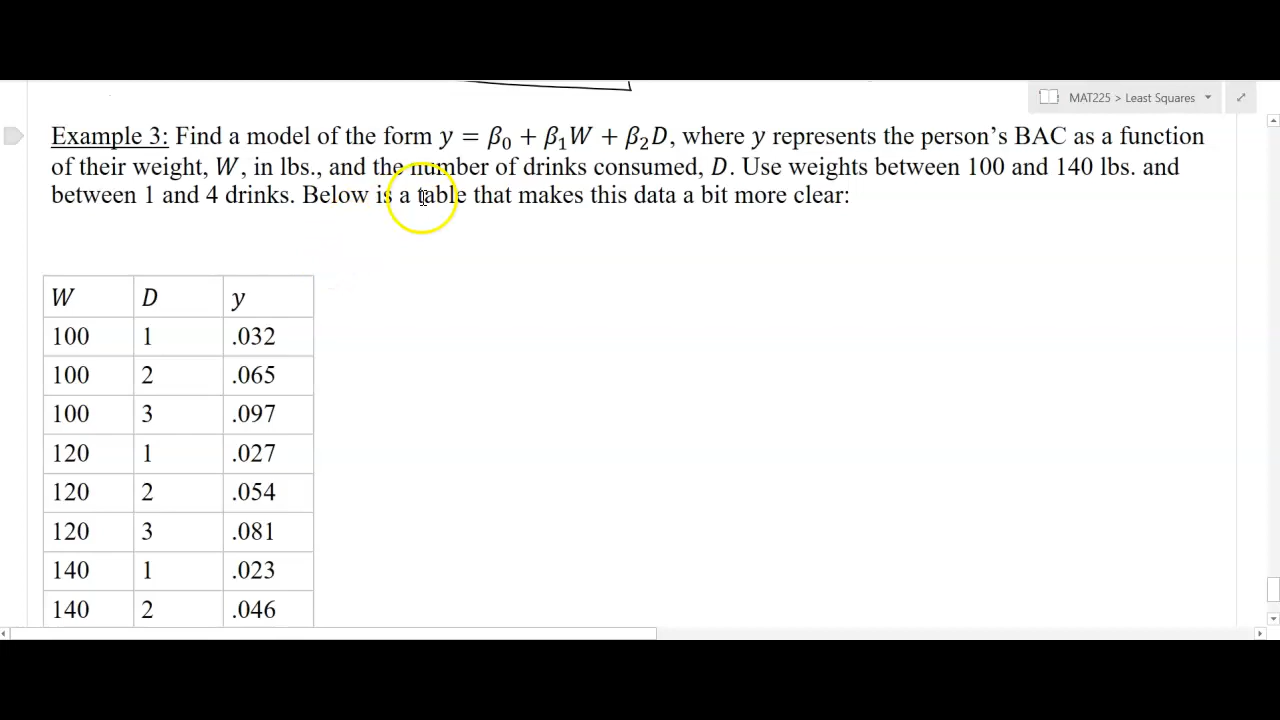 MAT225 > Least Squares
Example 3: Find a model of the form y = β₀ + β₁W + β₂D, where y represents the person’s BAC as a function
of their weight, W, in lbs., and the number of drinks consumed, D. Use weights between 100 and 140 lbs. and
between 1 and 4 drinks. Below is a table that makes this data a bit more clear:
W D y
100 1 .032
100 2 .065
100 3 .097
120 1 .027
120 2 .054
120 3 .081
140 1 .023
140 2 .046